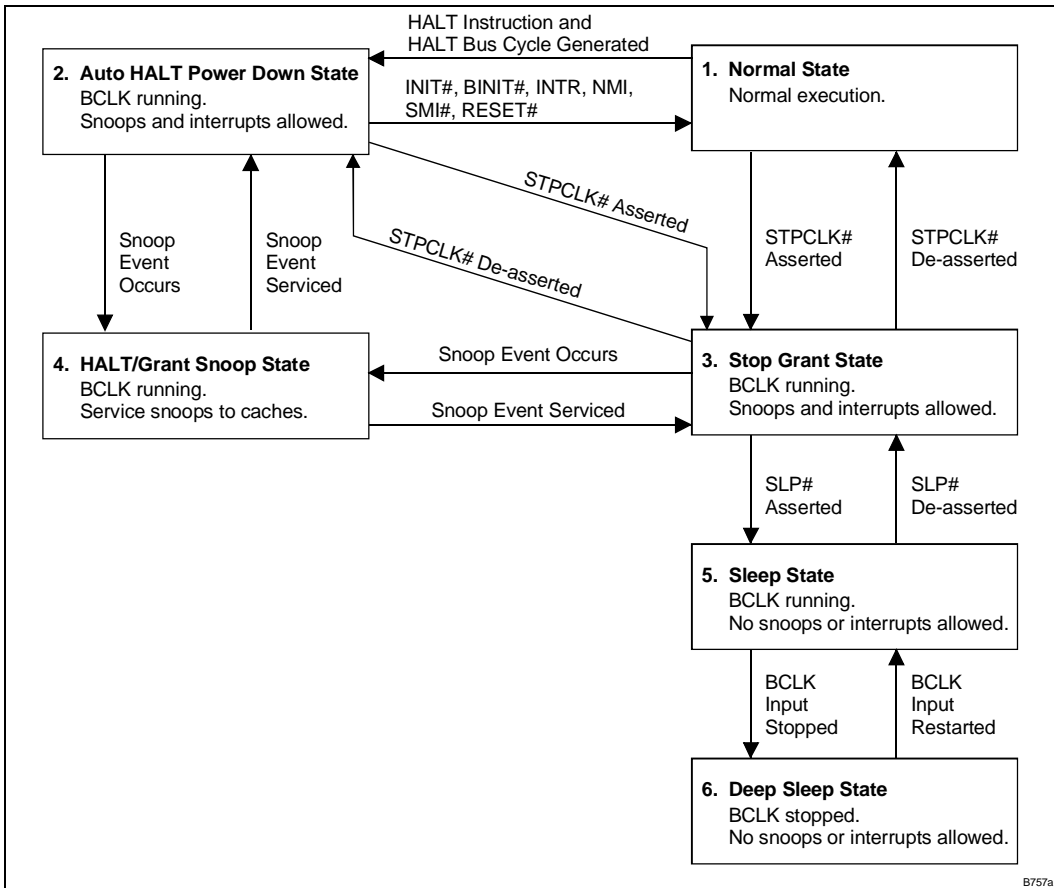 HALT Instruction and
HALT Bus Cycle Generated
2. Auto HALT Power Down State
BCLK running.
Snoops and interrupts allowed.
1. Normal State
Normal execution.
INIT#, BINIT#, INTR, NMI,
SMI#, RESET#
STPCLK# Asserted
STPCLK# De-asserted
Snoop
Event
Occurs
Snoop
Event
Serviced
STPCLK#
Asserted
STPCLK#
De-asserted
4. HALT/Grant Snoop State
BCLK running.
Service snoops to caches.
Snoop Event Occurs
Snoop Event Serviced
3. Stop Grant State
BCLK running.
Snoops and interrupts allowed.
SLP#
Asserted
SLP#
De-asserted
5. Sleep State
BCLK running.
No snoops or interrupts allowed.
BCLK
Input
Stopped
BCLK
Input
Restarted
6. Deep Sleep State
BCLK stopped.
No snoops or interrupts allowed.
B757a